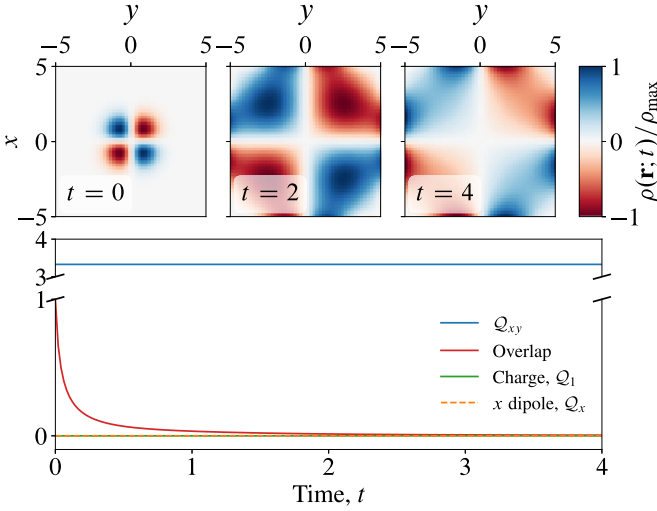 y y y
−5 0 5 −5 0 5 −5 0 5
5
x 0
−5
t = 0 t = 2 t = 4
1
0
−1
ρ(r; t)/ρmax
4
3
1
0
𝒬xy
Overlap
Charge, 𝒬1
x dipole, 𝒬x
0 1 2 3 4
Time, t